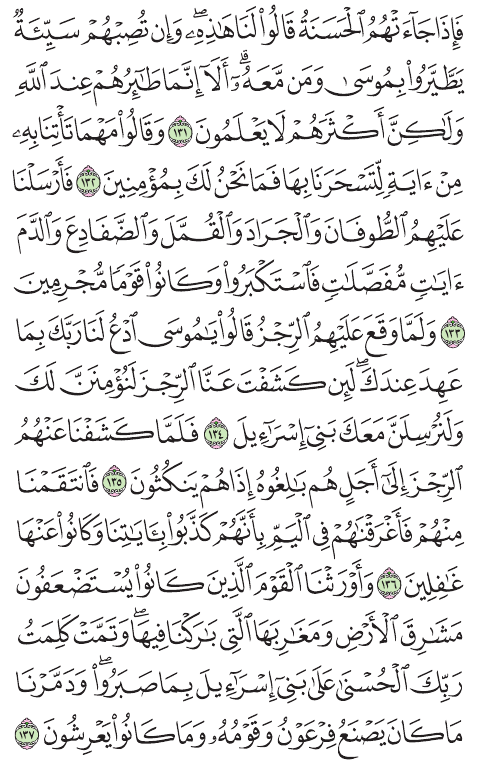 فَإِذَا جَآءَتْهُمُ ٱلْحَسَنَةُ قَالُوا۟ لَنَا هَـٰذِهِۦ ۖ وَإِن تُصِبْهُمْ سَيِّئَةٌ
يَطَّيَّرُوا۟ بِمُوسَىٰ وَمَن مَّعَهُۥٓ ۗ أَلَآ إِنَّمَا طَـٰٓئِرُهُمْ عِندَ ٱللَّهِ
وَلَـٰكِنَّ أَكْثَرَهُمْ لَا يَعْلَمُونَ ١٣١ وَقَالُوا۟ مَهْمَا تَأْتِنَا بِهِۦ
مِنْ ءَايَةٍ لِّتَسْحَرَنَا بِهَا فَمَا نَحْنُ لَكَ بِمُؤْمِنِينَ ١٣٢ فَأَرْسَلْنَا
عَلَيْهِمُ ٱلطُّوفَانَ وَٱلْجَرَادَ وَٱلْقُمَّلَ وَٱلضَّفَادِعَ وَٱلدَّمَ
ءَايَـٰتٍ مُّفَصَّلَـٰتٍ فَٱسْتَكْبَرُوا۟ وَكَانُوا۟ قَوْمًا مُّجْرِمِينَ
١٣٣ وَلَمَّا وَقَعَ عَلَيْهِمُ ٱلرِّجْزُ قَالُوا۟ يَـٰمُوسَى ٱدْعُ لَنَا رَبَّكَ بِمَا
عَهِدَ عِندَكَ ۖ لَئِن كَشَفْتَ عَنَّا ٱلرِّجْزَ لَنُؤْمِنَنَّ لَكَ
وَلَنُرْسِلَنَّ مَعَكَ بَنِىٓ إِسْرَٰٓءِيلَ ١٣٤ فَلَمَّا كَشَفْنَا عَنْهُمُ
ٱلرِّجْزَ إِلَىٰٓ أَجَلٍ هُم بَـٰلِغُوهُ إِذَا هُمْ يَنكُثُونَ ١٣٥ فَٱنتَقَمْنَا
مِنْهُمْ فَأَغْرَقْنَـٰهُمْ فِى ٱلْيَمِّ بِأَنَّهُمْ كَذَّبُوا۟ بِـَٔايَـٰتِنَا وَكَانُوا۟ عَنْهَا
غَـٰفِلِينَ ١٣٦ وَأَوْرَثْنَا ٱلْقَوْمَ ٱلَّذِينَ كَانُوا۟ يُسْتَضْعَفُونَ
مَشَـٰرِقَ ٱلْأَرْضِ وَمَغَـٰرِبَهَا ٱلَّتِى بَـٰرَكْنَا فِيهَا ۖ وَتَمَّتْ كَلِمَتُ
رَبِّكَ ٱلْحُسْنَىٰ عَلَىٰ بَنِىٓ إِسْرَٰٓءِيلَ بِمَا صَبَرُوا۟ ۖ وَدَمَّرْنَا
مَا كَانَ يَصْنَعُ فِرْعَوْنُ وَقَوْمُهُۥ وَمَا كَانُوا۟ يَعْرِشُونَ ١٣٧